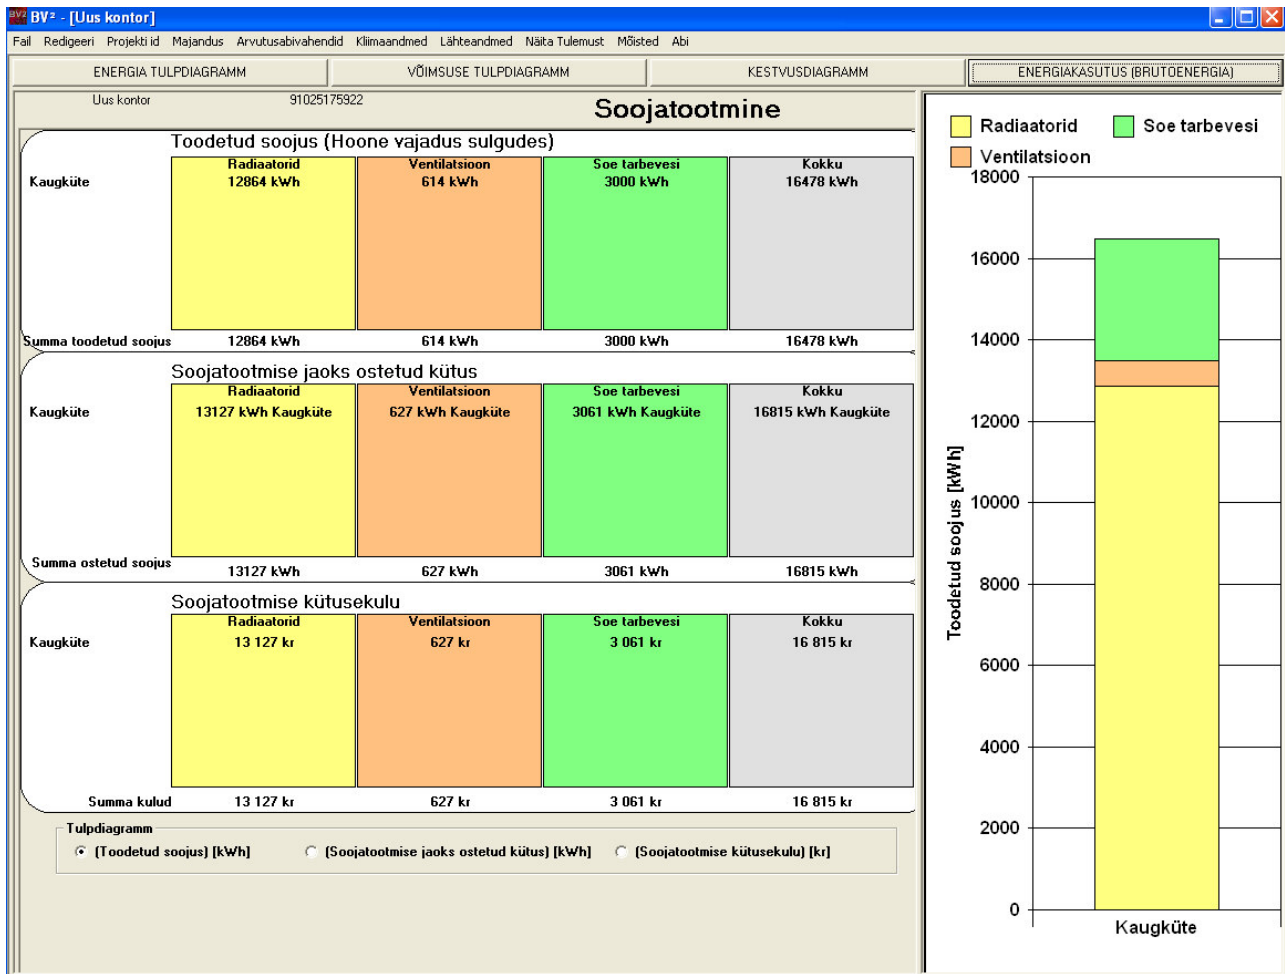 BV² - [Uus kontor]
Fail Redigeeri Projekti id Majandus Arvutusabivahendid Kliimaandmed Lähteandmed Näita Tulemust Mõisted Abi
ENERGIA TULPDIAGRAMM VÕIMSUSE TULPDIAGRAMM KESTVUSDIAGRAMM ENERGIAKASUTUS (BRUTOENERGIA)
Uus kontor 91025175922 Soojatootmine
Toodetud soojus (Hoone vajadus sulgudes)
Radiaatorid Ventilatsioon Soe tarbevesi Kokku
Kaugküte 12864 kWh 614 kWh 3000 kWh 16478 kWh
Summa toodetud soojus 12864 kWh 614 kWh 3000 kWh 16478 kWh
Soojatootmise jaoks ostetud kütus
Radiaatorid Ventilatsioon Soe tarbevesi Kokku
Kaugküte 13127 kWh Kaugküte 627 kWh Kaugküte 3061 kWh Kaugküte 16815 kWh Kaugküte
Summa ostetud soojus 13127 kWh 627 kWh 3061 kWh 16815 kWh
Soojatootmise kütusekulu
Radiaatorid Ventilatsioon Soe tarbevesi Kokku
Kaugküte 13 127 kr 627 kr 3 061 kr 16 815 kr
Summa kulud 13 127 kr 627 kr 3 061 kr 16 815 kr
Tulpdiagramm
(Toodetud soojus) [kWh] (Soojatootmise jaoks ostetud kütus) [kWh] (Soojatootmise kütusekulu) [kr]
Radiaatorid Soe tarbevesi
Ventilatsioon
18000
16000
14000
12000
10000
8000
6000
4000
2000
0
Toodetud soojus [kWh]
Kaugküte